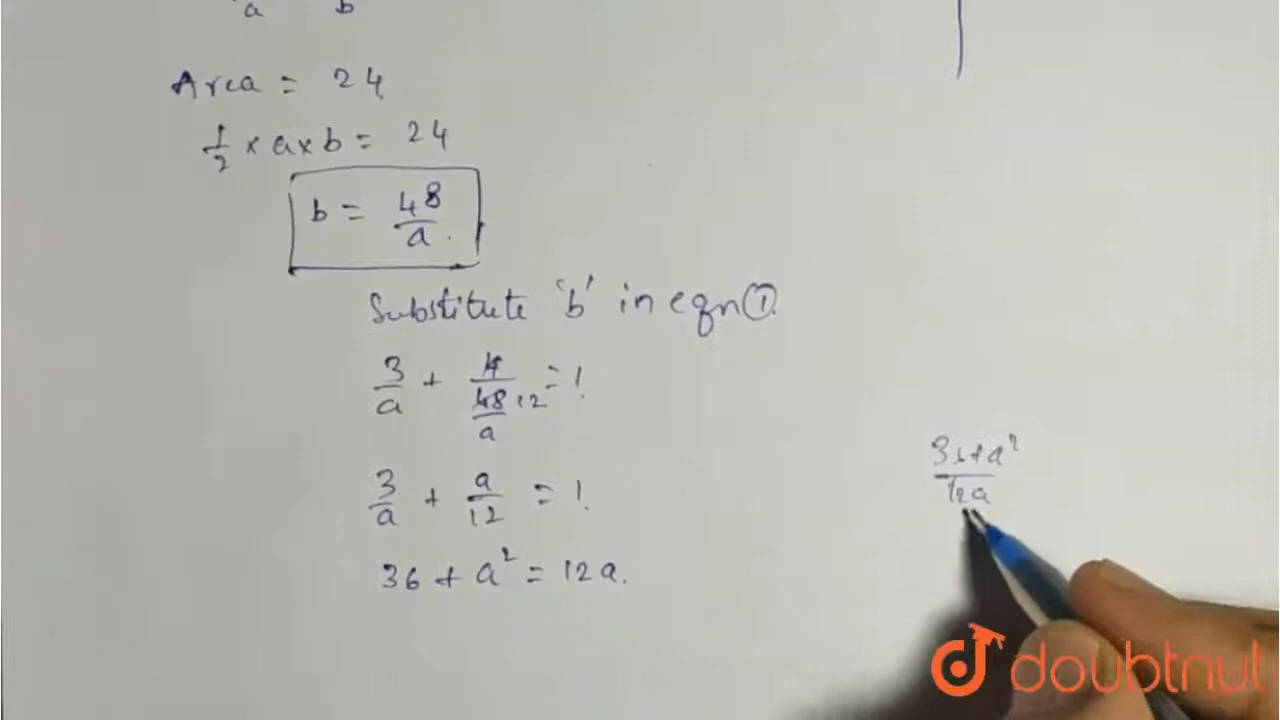 a b
Area = 24
1/2 × a × b = 24
b = 48/a.
Substitute 'b' in eqn ①.
3/a + 4/(48/a) 12 = 1.
3/a + a/12 = 1.
36 + a² = 12a.
36+a²/12a
doubtnut